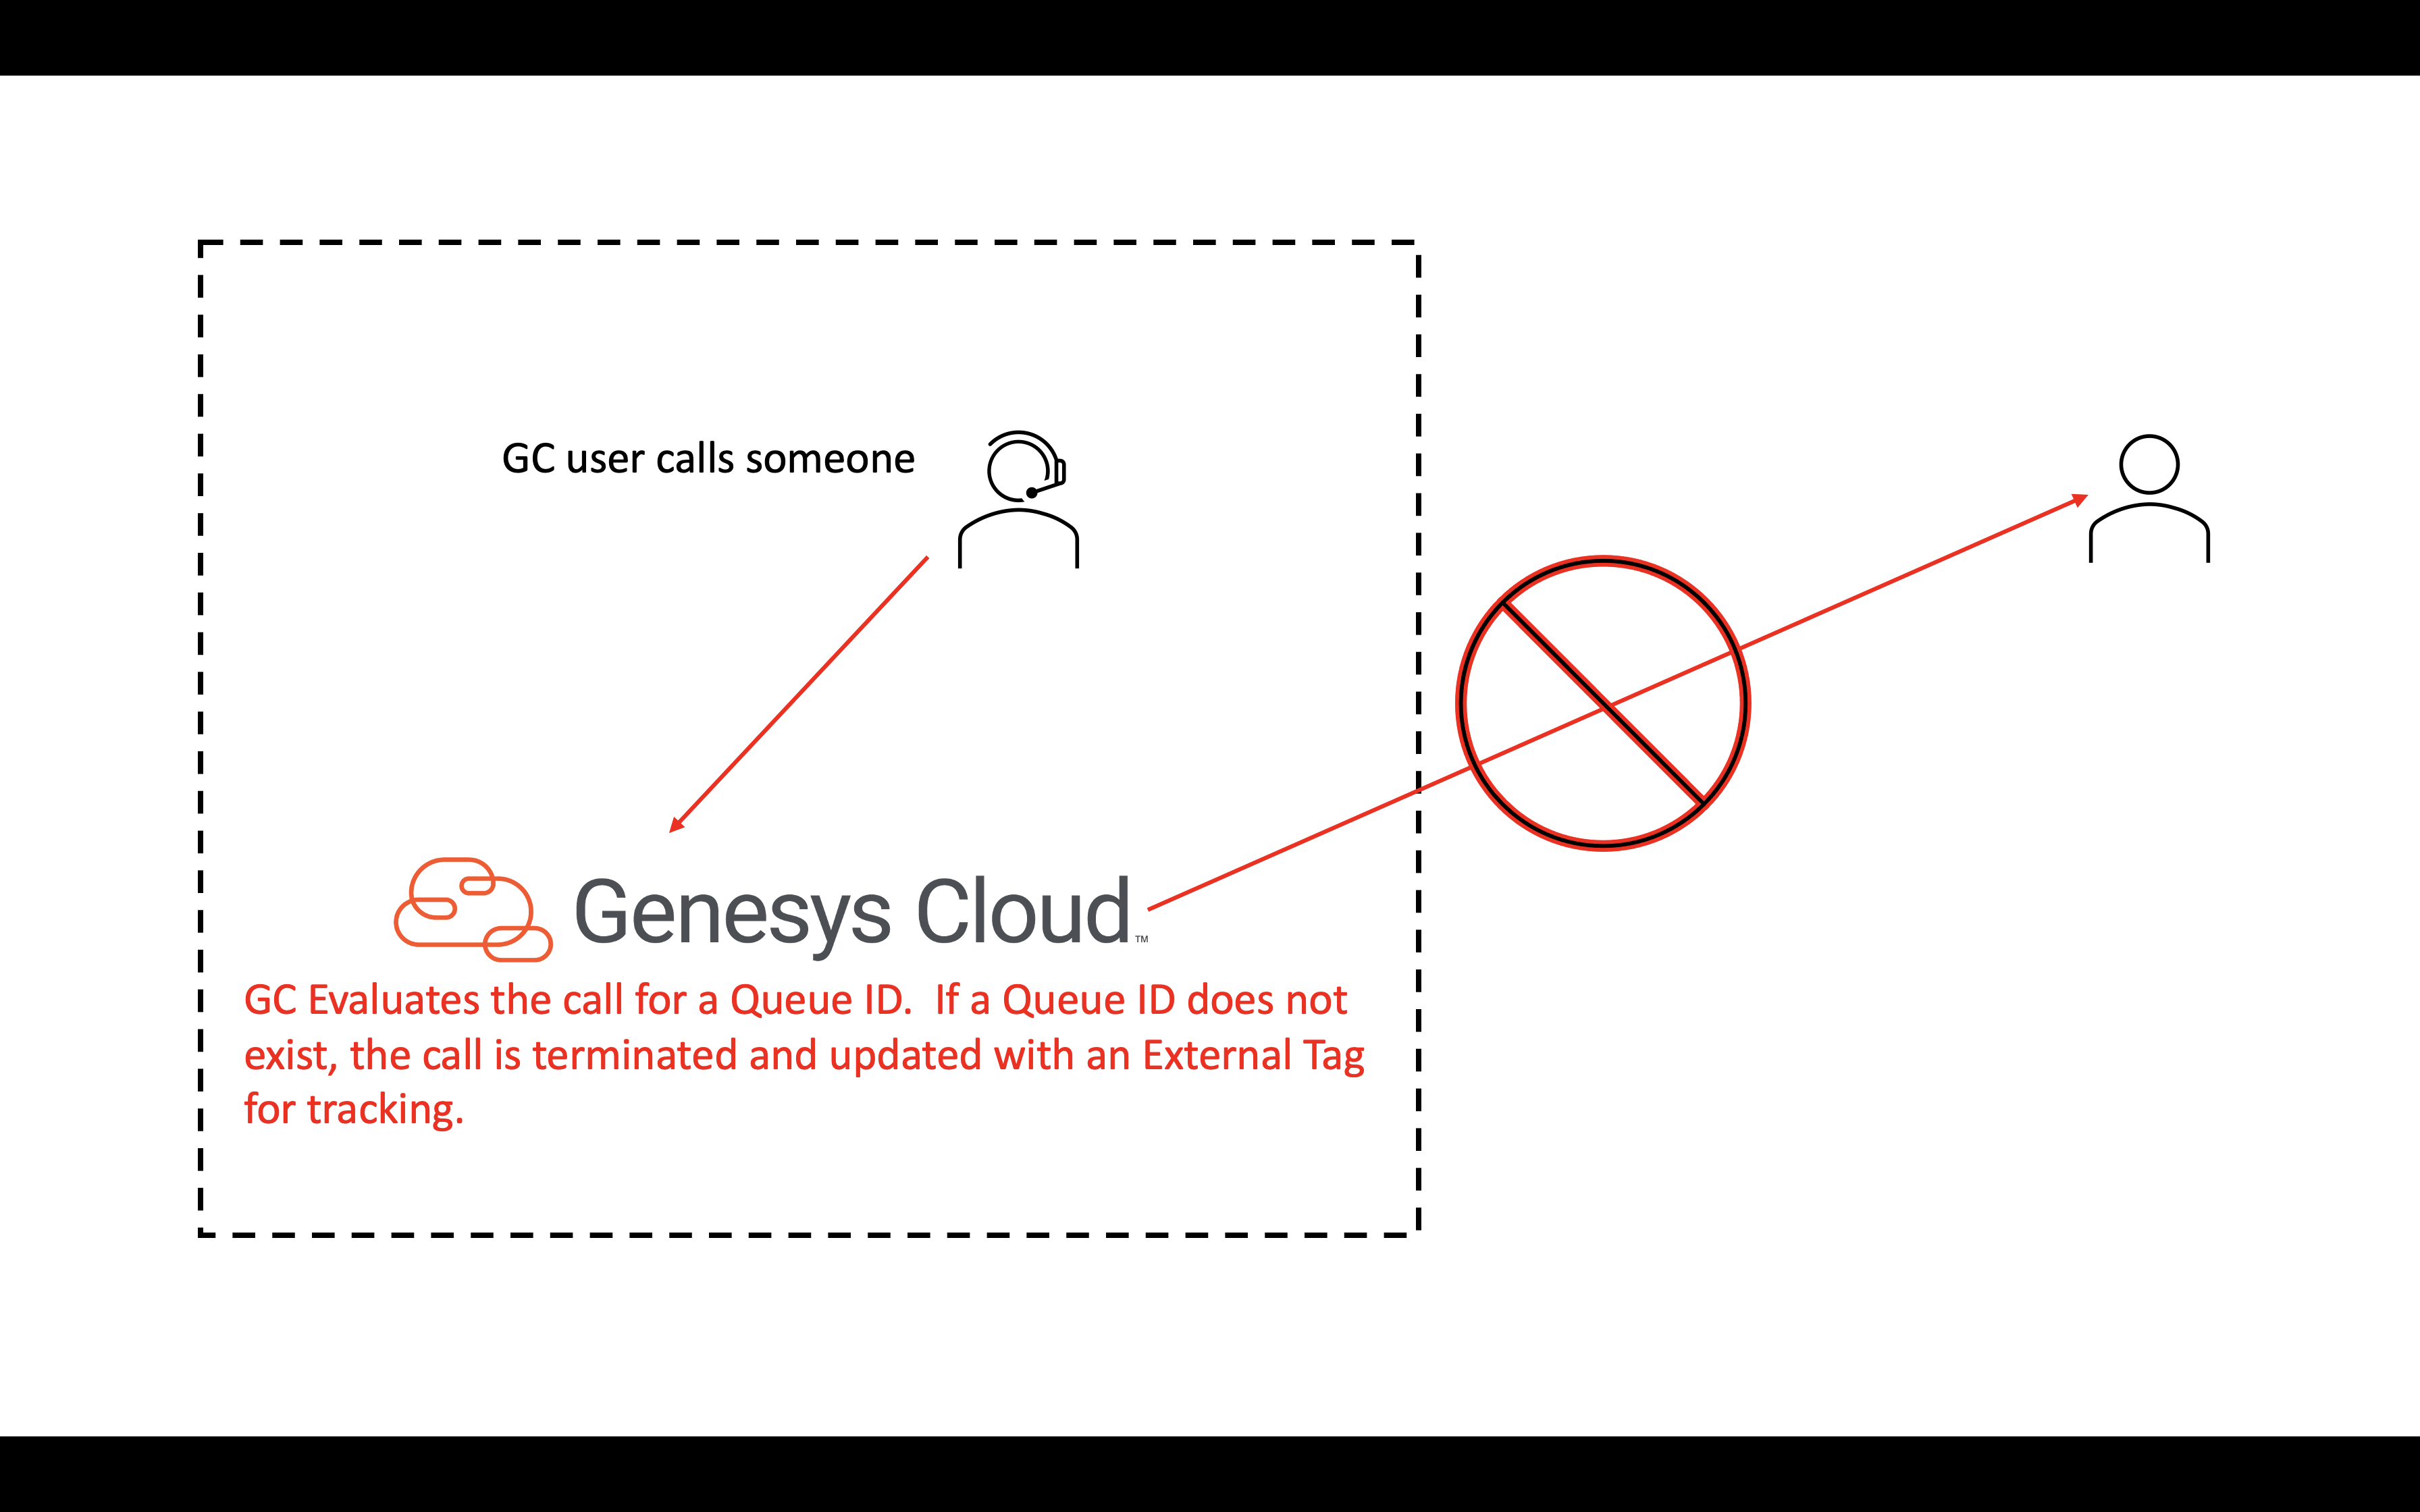 GC user calls someone
Genesys Cloud™
GC Evaluates the call for a Queue ID.  If a Queue ID does not
exist, the call is terminated and updated with an External Tag
for tracking.